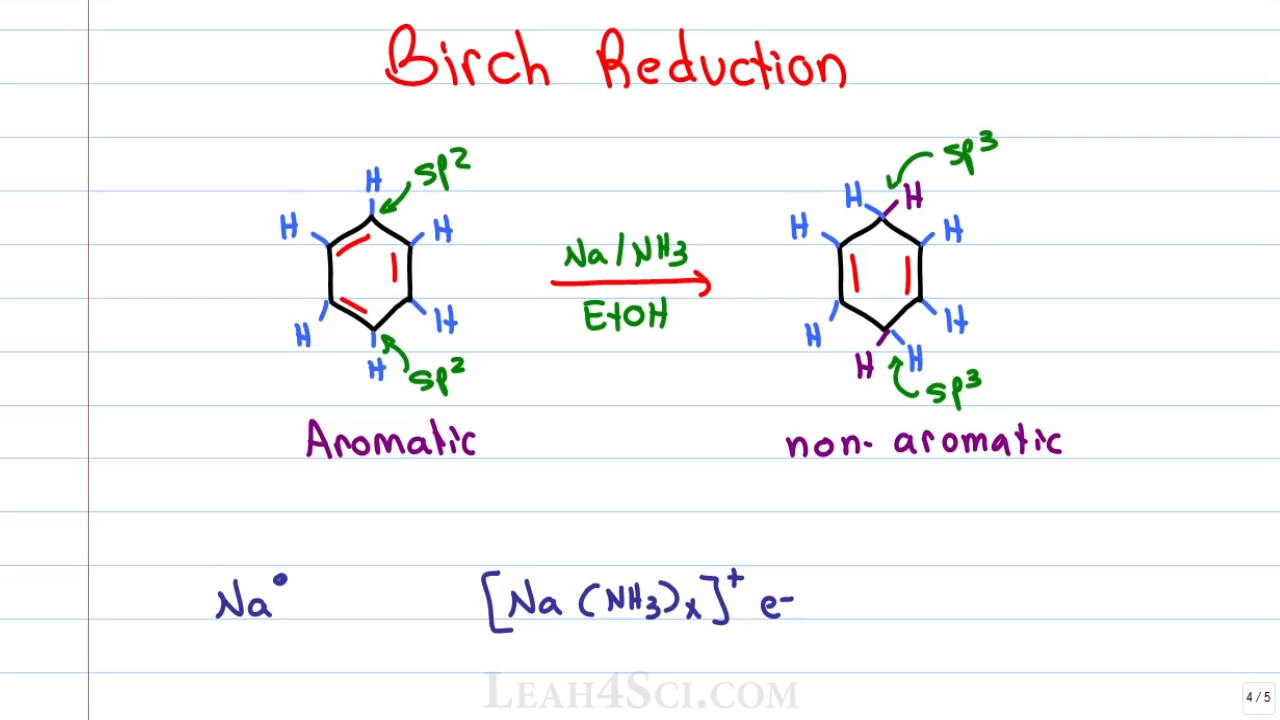 Birch Reduction
sp²
H
H
H
H
H
H
sp²
Na/NH3
EtOH
sp³
H
H
H
H
H
H
H
H
sp³
Aromatic
non-aromatic
Na°
[Na(NH3)x]⁺ e-
LEAH4SCI.COM
4/5